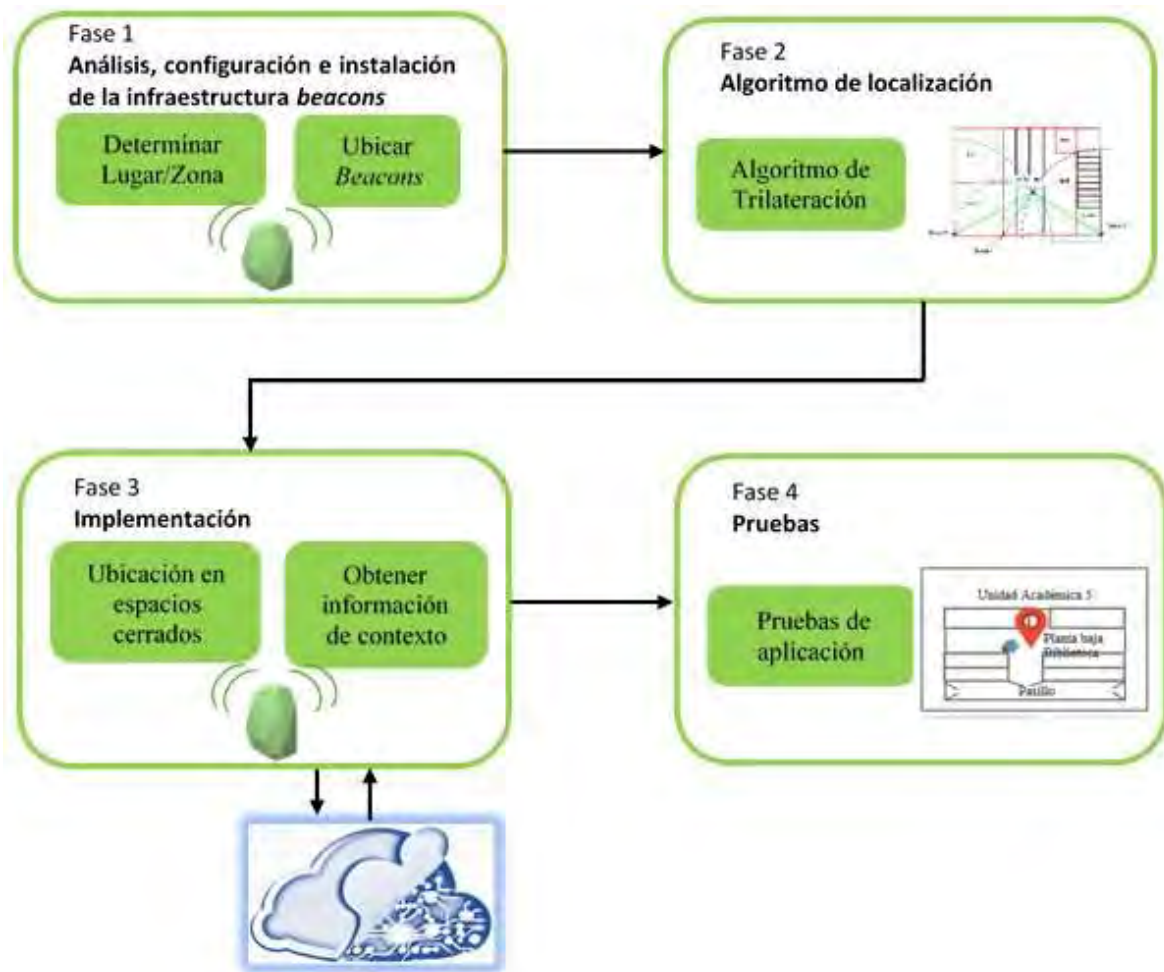 Fase 1
Análisis, configuración e instalación
de la infraestructura beacons
Determinar
Lugar/Zona
Ubicar
Beacons
Fase 2
Algoritmo de localización
Algoritmo de
Trilateración
Fase 3
Implementación
Ubicación en
espacios
cerrados
Obtener
información
de contexto
Fase 4
Pruebas
Pruebas de
aplicación
Unidad Académica 5
Planta baja
Biblioteca
Pasillo